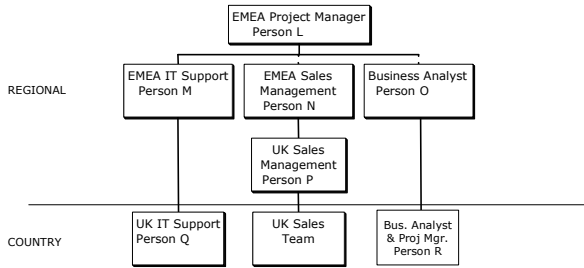 EMEA Project Manager
Person L
EMEA IT Support
Person M
EMEA Sales
Management
Person N
Business Analyst
Person O
REGIONAL
UK Sales
Management
Person P
UK IT Support
Person Q
UK Sales
Team
Bus. Analyst
& Proj Mgr.
Person R
COUNTRY